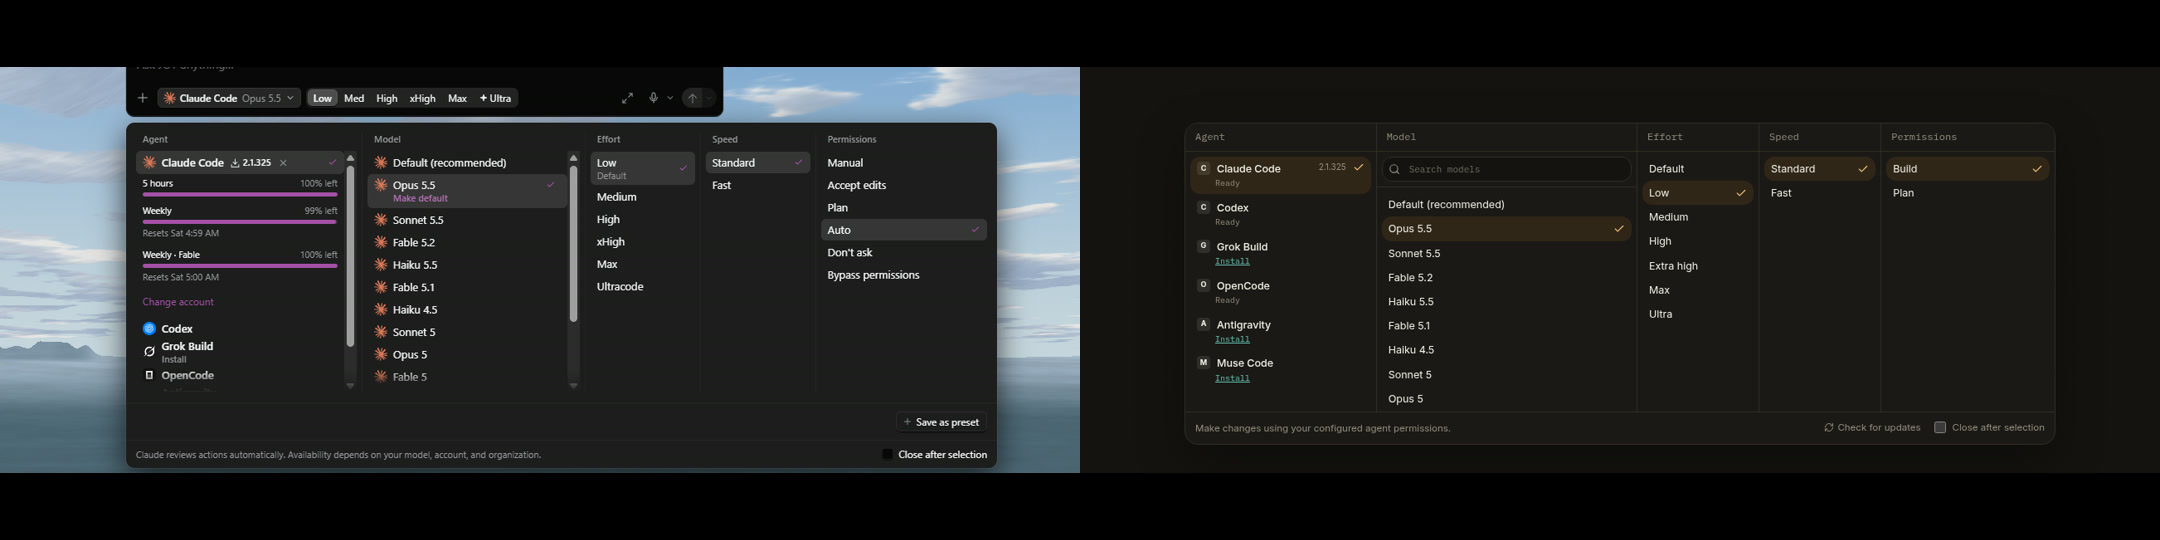 Claude Code Opus 5.5 Low Med High xHigh Max Ultra
Agent
Claude Code 2.1.325
5 hours 100% left
Weekly 99% left
Resets Sat 4:59 AM
Weekly · Fable 100% left
Resets Sat 5:00 AM
Change account
Codex
Grok Build
Install
OpenCode
Model
Default (recommended)
Opus 5.5
Make default
Sonnet 5.5
Fable 5.2
Haiku 5.5
Fable 5.1
Haiku 4.5
Sonnet 5
Opus 5
Fable 5
Effort
Low
Default
Medium
High
xHigh
Max
Ultracode
Speed
Standard
Fast
Permissions
Manual
Accept edits
Plan
Auto
Don't ask
Bypass permissions
Save as preset
Claude reviews actions automatically. Availability depends on your model, account, and organization.
Close after selection
Agent
C Claude Code 2.1.325
Ready
C Codex
Ready
G Grok Build
Install
O OpenCode
Ready
A Antigravity
Install
M Muse Code
Install
Model
Search models
Default (recommended)
Opus 5.5
Sonnet 5.5
Fable 5.2
Haiku 5.5
Fable 5.1
Haiku 4.5
Sonnet 5
Opus 5
Effort
Default
Low
Medium
High
Extra high
Max
Ultra
Speed
Standard
Fast
Permissions
Build
Plan
Make changes using your configured agent permissions.
Check for updates
Close after selection